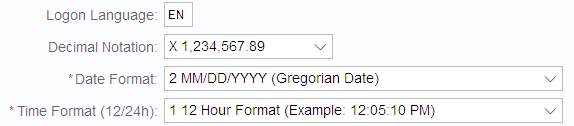 Logon Language: EN
Decimal Notation: X 1,234,567.89
*Date Format: 2 MM/DD/YYYY (Gregorian Date)
*Time Format (12/24h): 1 12 Hour Format (Example: 12:05:10 PM)